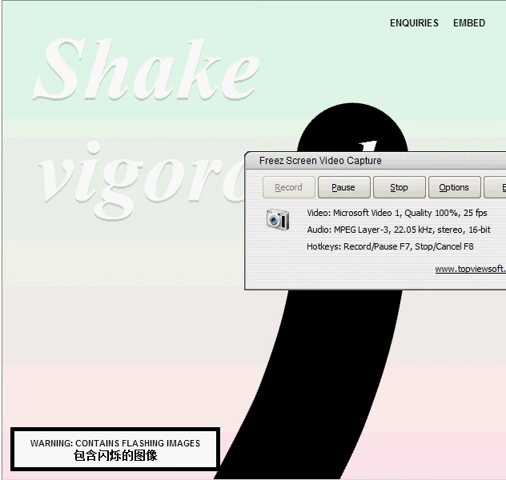 ENQUIRIES EMBED
Shake
Freez Screen Video Capture
Record Pause Stop Options
Video: Microsoft Video 1, Quality 100%, 25 fps
Audio: MPEG Layer-3, 22.05 kHz, stereo, 16-bit
Hotkeys: Record/Pause F7, Stop/Cancel F8
www.topviewsoft.
WARNING: CONTAINS FLASHING IMAGES
包含闪烁的图像